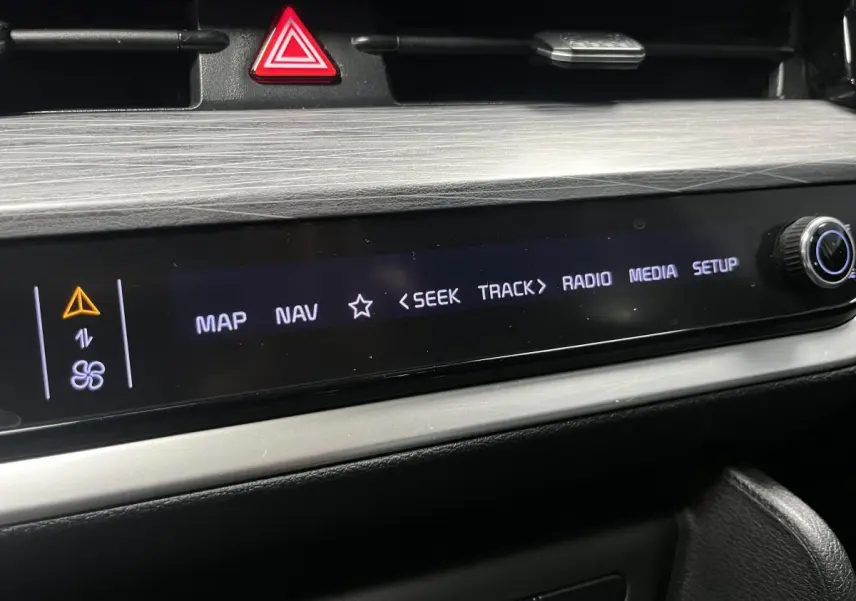 MAP NAV ☆ <SEEK TRACK> RADIO MEDIA SETUP